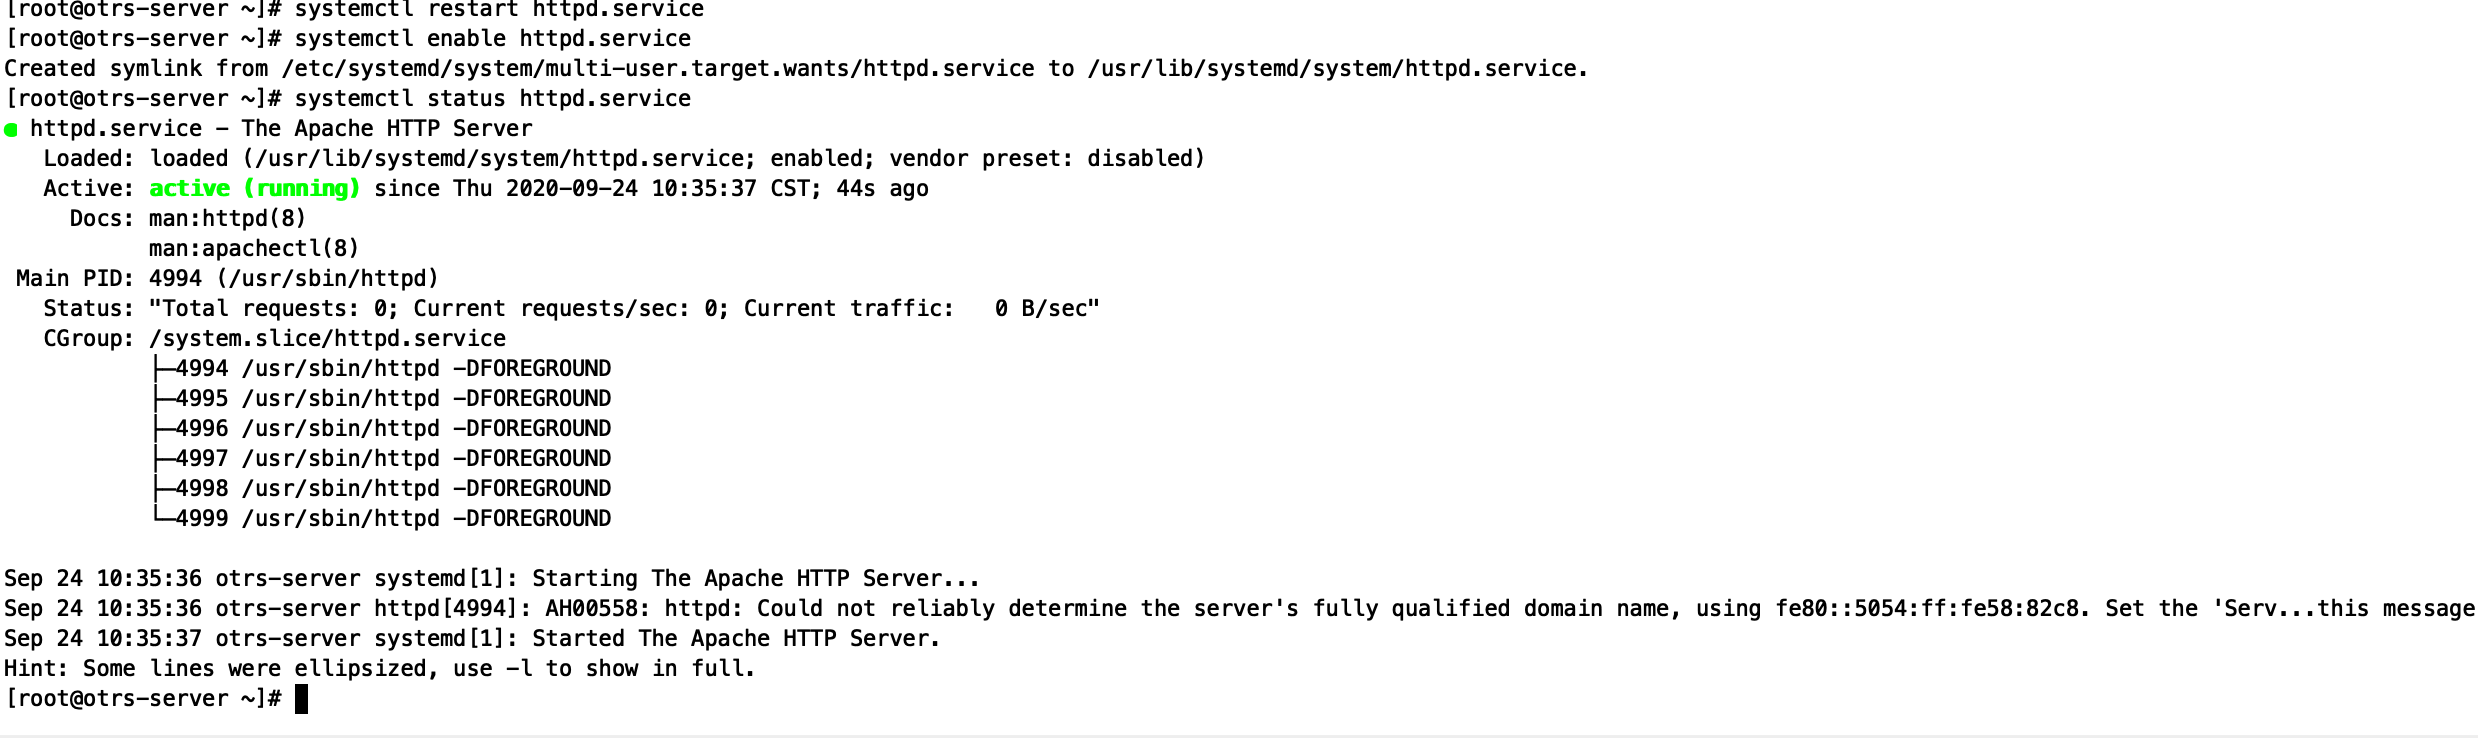 [root@otrs-server ~]# systemctl restart httpd.service
[root@otrs-server ~]# systemctl enable httpd.service
Created symlink from /etc/systemd/system/multi-user.target.wants/httpd.service to /usr/lib/systemd/system/httpd.service.
[root@otrs-server ~]# systemctl status httpd.service
● httpd.service - The Apache HTTP Server
   Loaded: loaded (/usr/lib/systemd/system/httpd.service; enabled; vendor preset: disabled)
   Active: active (running) since Thu 2020-09-24 10:35:37 CST; 44s ago
     Docs: man:httpd(8)
           man:apachectl(8)
 Main PID: 4994 (/usr/sbin/httpd)
   Status: "Total requests: 0; Current requests/sec: 0; Current traffic:   0 B/sec"
   CGroup: /system.slice/httpd.service
           ├─4994 /usr/sbin/httpd -DFOREGROUND
           ├─4995 /usr/sbin/httpd -DFOREGROUND
           ├─4996 /usr/sbin/httpd -DFOREGROUND
           ├─4997 /usr/sbin/httpd -DFOREGROUND
           ├─4998 /usr/sbin/httpd -DFOREGROUND
           └─4999 /usr/sbin/httpd -DFOREGROUND
Sep 24 10:35:36 otrs-server systemd[1]: Starting The Apache HTTP Server...
Sep 24 10:35:36 otrs-server httpd[4994]: AH00558: httpd: Could not reliably determine the server's fully qualified domain name, using fe80::5054:ff:fe58:82c8. Set the 'Serv...this message
Sep 24 10:35:37 otrs-server systemd[1]: Started The Apache HTTP Server.
Hint: Some lines were ellipsized, use -l to show in full.
[root@otrs-server ~]#